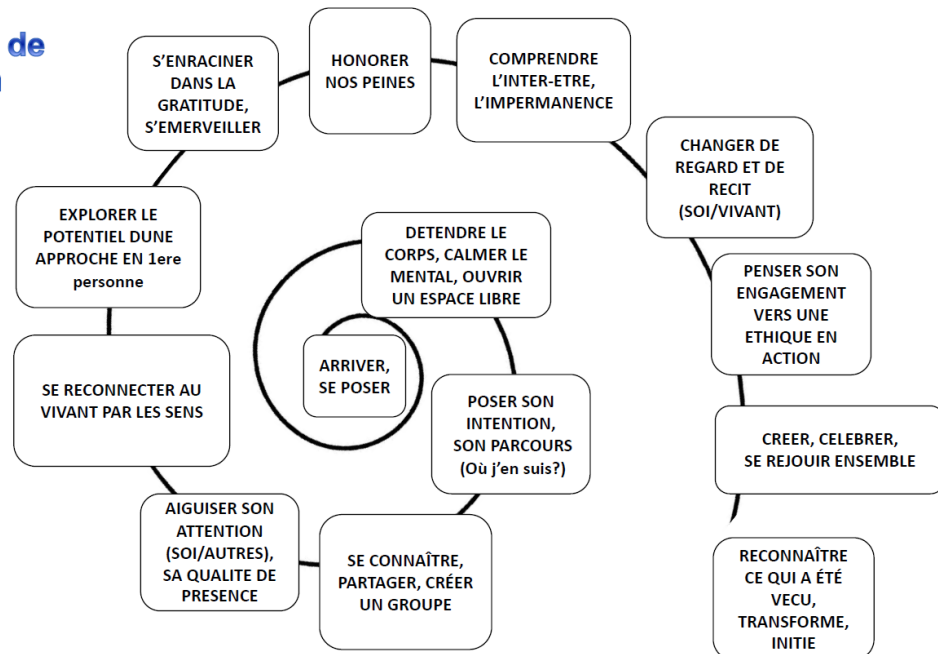 de
S'ENRACINER
DANS LA
GRATITUDE,
S'EMERVEILLER
HONORER
NOS PEINES
COMPRENDRE
L'INTER-ETRE,
L'IMPERMANENCE
CHANGER DE
REGARD ET DE
RECIT
(SOI/VIVANT)
EXPLORER LE
POTENTIEL DUNE
APPROCHE EN 1ere
personne
DETENDRE LE
CORPS, CALMER LE
MENTAL, OUVRIR
UN ESPACE LIBRE
PENSER SON
ENGAGEMENT
VERS UNE
ETHIQUE EN
ACTION
ARRIVER,
SE POSER
SE RECONNECTER AU
VIVANT PAR LES SENS
POSER SON
INTENTION,
SON PARCOURS
(Où j'en suis?)
CREER, CELEBRER,
SE REJOUIR ENSEMBLE
AIGUISER SON
ATTENTION
(SOI/AUTRES),
SA QUALITE DE
PRESENCE
SE CONNAÎTRE,
PARTAGER, CRÉER
UN GROUPE
RECONNAÎTRE
CE QUI A ÉTÉ
VECU,
TRANSFORME,
INITIE